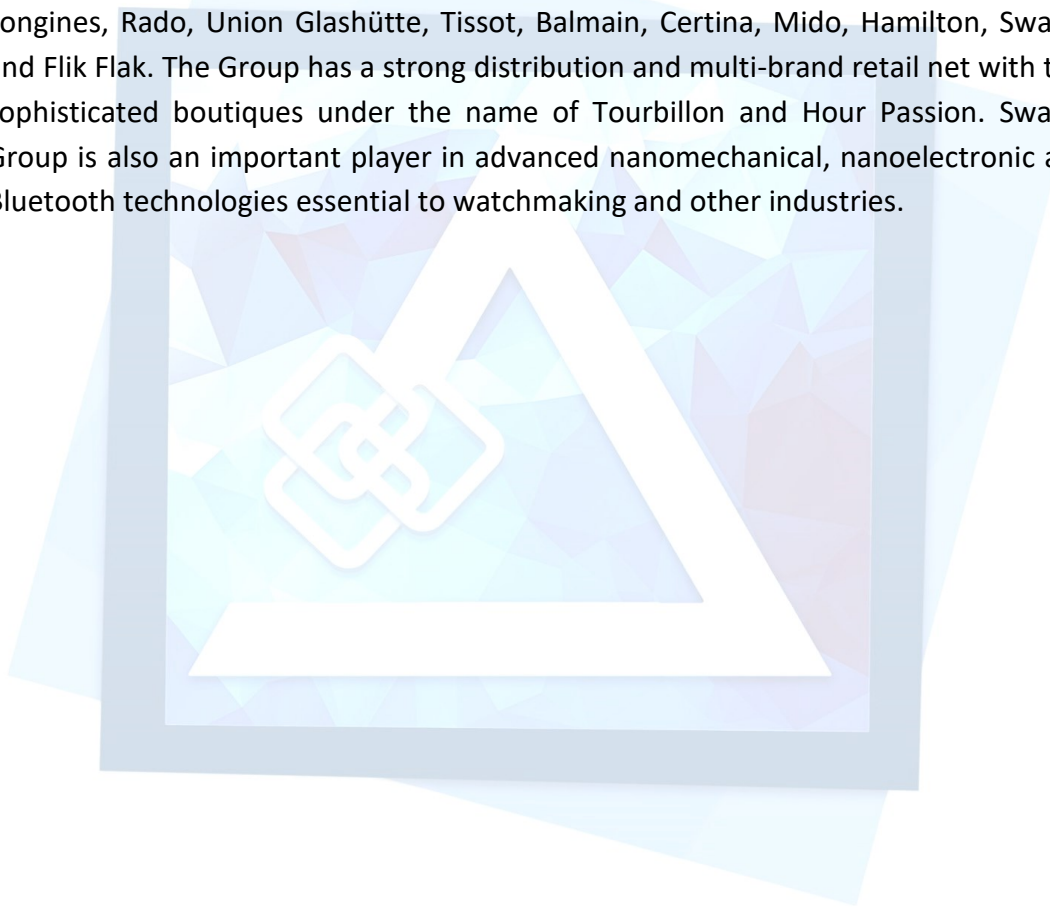 ongines, Rado, Union Glashütte, Tissot, Balmain, Certina, Mido, Hamilton, Swa
nd Flik Flak. The Group has a strong distribution and multi-brand retail net with t
ophisticated boutiques under the name of Tourbillon and Hour Passion. Swa
Group is also an important player in advanced nanomechanical, nanoelectronic a
Bluetooth technologies essential to watchmaking and other industries.